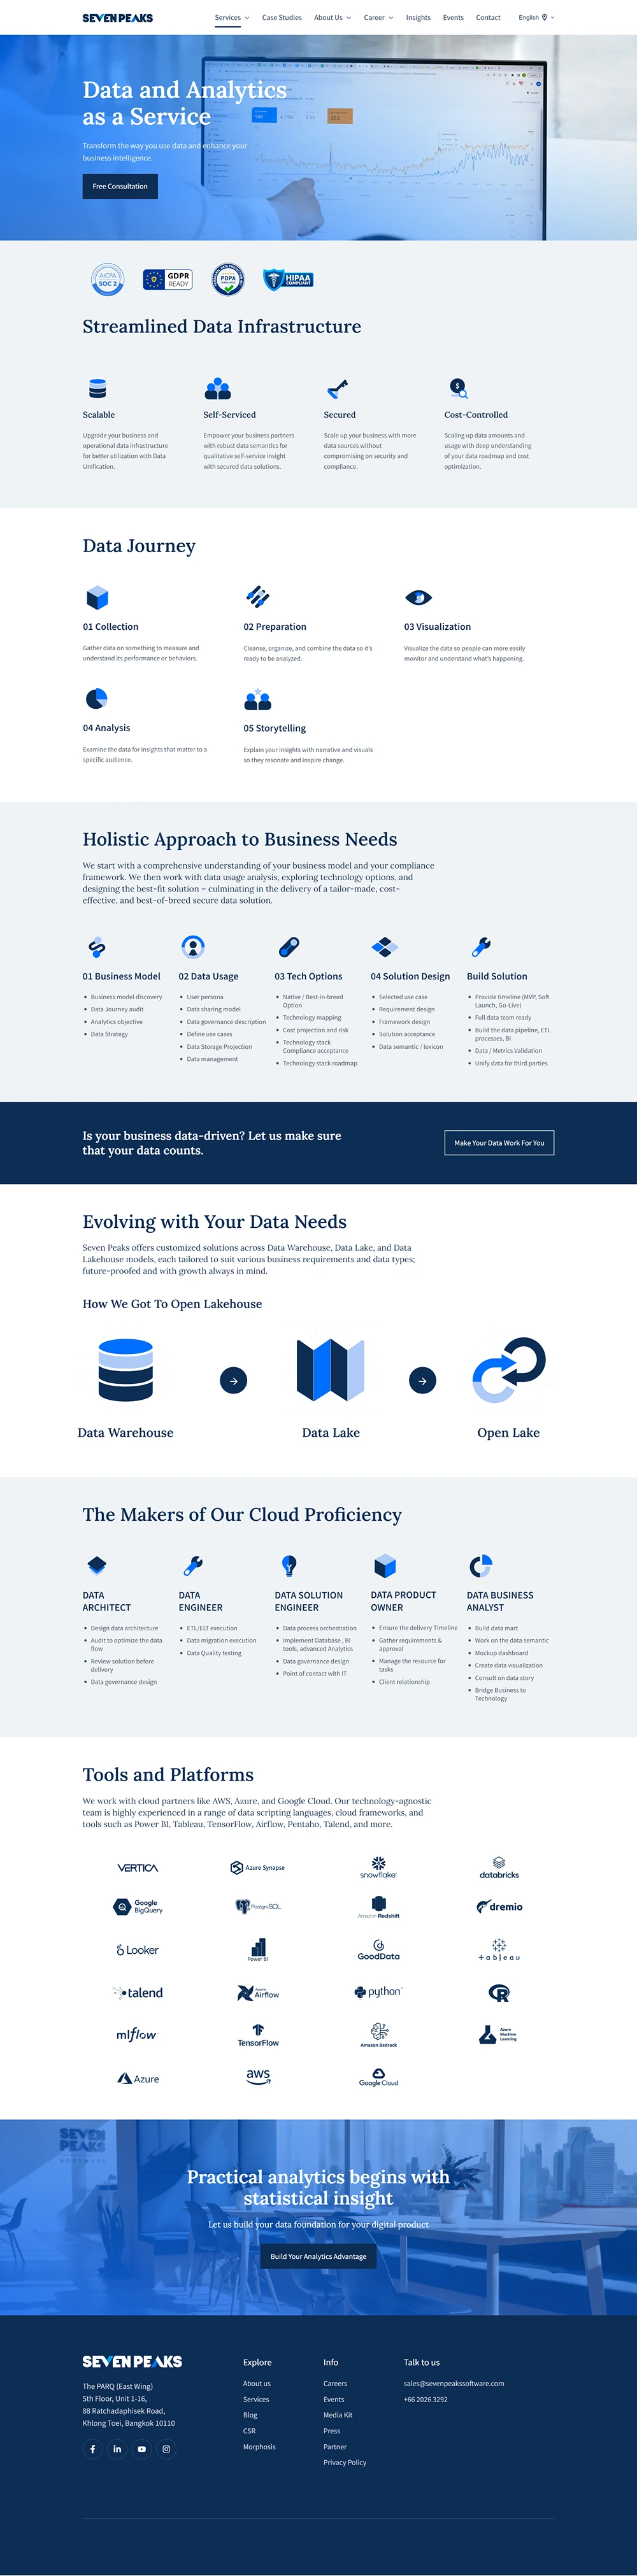 SEVEN PEAKS
Services Case Studies About Us Career Insights Events Contact English
Data and Analytics
as a Service
Transform the way you use data and enhance your
business intelligence.
Free Consultation
AICPA
SOC 2
GDPR
READY
PDPA
HIPAA
COMPLIANT
Streamlined Data Infrastructure
Scalable
Upgrade your business and
operational data infrastructure
for better utilization with Data
Unification.
Self-Serviced
Empower your business partners
with robust data semantics for
qualitative self-service insight
with secured data solutions.
Secured
Scale up your business with more
data sources without
compromising on security and
compliance.
Cost-Controlled
Scaling up data amounts and
usage with deep understanding
of your data roadmap and cost
optimization.
Data Journey
01 Collection
Gather data on something to measure and
understand its performance or behaviors.
02 Preparation
Cleanse, organize, and combine the data so it's
ready to be analyzed.
03 Visualization
Visualize the data so people can more easily
monitor and understand what's happening.
04 Analysis
Examine the data for insights that matter to a
specific audience.
05 Storytelling
Explain your insights with narrative and visuals
so they resonate and inspire change.
Holistic Approach to Business Needs
We start with a comprehensive understanding of your business model and your company
framework. We then work with data usage analysis, exploring technology options, and
designing the best-fit solution – culminating in the delivery of a tailor-made, cost-
effective, and best-of-breed secure data solution.
01 Business Model
Business model discovery
Data Journey audit
Analytics objective
Data Strategy
02 Data Usage
User persona
Data sharing model
Data governance description
Define use cases
Data Storage Projection
Data management
03 Tech Options
Native / Best-in-breed
Option
Technology mapping
Cost projection and risk
Technology stack
Compliance acceptance
Technology stack roadmap
04 Solution Design
Selected use case
Requirement design
Framework design
Solution acceptance
Data semantic / lexicon
Build Solution
Provide timeline (MVP, Soft
Launch, Go-Live)
Full data team ready
Build the data pipeline, ETL
processes, BI
Data / Metrics Validation
Unify data for third parties
Is your business data-driven? Let us make sure
that your data counts.
Make Your Data Work For You
Evolving with Your Data Needs
Seven Peaks offers customized solutions across Data Warehouse, Data Lake, and Data
Lakehouse models, each tailored to suit various business requirements and data types;
future-proofed and with growth always in mind.
How We Got To Open Lakehouse
Data Warehouse
Data Lake
Open Lake
The Makers of Our Cloud Proficiency
DATA
ARCHITECT
Design data architecture
Audit to optimize the data
flow
Review solution before
delivery
Data governance design
DATA
ENGINEER
ETL/ELT execution
Data migration execution
Data Quality testing
DATA SOLUTION
ENGINEER
Data process orchestration
Implement Database , BI
tools, advanced Analytics
Data governance design
Point of contact with IT
DATA PRODUCT
OWNER
Ensure the delivery Timeline
Gather requirements &
approval
Manage the resource for
tasks
Client relationship
DATA BUSINESS
ANALYST
Build data mart
Work on the data semantic
Mockup dashboard
Create data visualization
Consult on data story
Bridge Business to
Technology
Tools and Platforms
We work with cloud partners like AWS, Azure, and Google Cloud. Our technology-agnostic
team is highly experienced in a range of data scripting languages, cloud frameworks, and
tools such as Power BI, Tableau, TensorFlow, Airflow, Pentaho, Talend, and more.
VERTICA
Azure Synapse
snowflake
databricks
Google
BigQuery
PostgreSQL
Amazon Redshift
dremio
Looker
Power BI
GoodData
+ableau
talend
Airflow
python
R
mlflow
TensorFlow
Amazon Bedrock
Azure
Machine
Learning
Azure
aws
Google Cloud
SEVEN
PEAKS
SOFTWARE
Practical analytics begins with
statistical insight
Let us build your data foundation for your digital product
Build Your Analytics Advantage
SEVEN PEAKS
The PARQ (East Wing)
5th Floor, Unit 1-16,
88 Ratchadaphisek Road,
Khlong Toei, Bangkok 10110
Explore
About us
Services
Blog
CSR
Morphosis
Info
Careers
Events
Media Kit
Press
Partner
Privacy Policy
Talk to us
sales@sevenpeakssoftware.com
+66 2026 3292